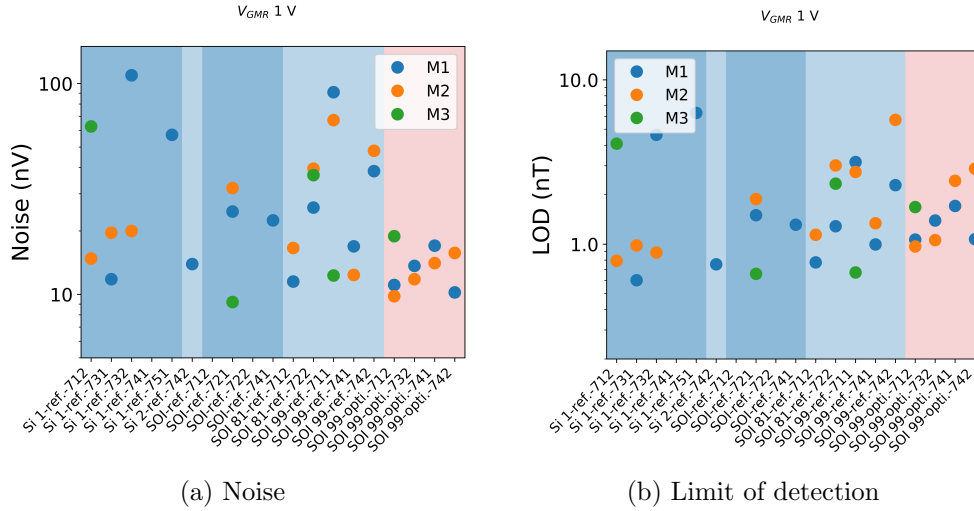 V_GMR 1 V
Noise (nV)
100
10
M1
M2
M3
Si 1-ref.-712
Si 1-ref.-731
Si 1-ref.-732
Si 1-ref.-741
Si 1-ref.-751
Si 2-ref.-742
SOI-ref.-712
SOI-ref.-721
SOI-ref.-722
SOI-ref.-741
SOI 81-ref.-712
SOI 81-ref.-722
SOI 99-ref.-711
SOI 99-ref.-741
SOI 99-ref.-742
SOI 99-opti.-712
SOI 99-opti.-732
SOI 99-opti.-741
SOI 99-opti.-742
(a) Noise
V_GMR 1 V
LOD (nT)
10.0
1.0
M1
M2
M3
Si 1-ref.-712
Si 1-ref.-731
Si 1-ref.-732
Si 1-ref.-741
Si 1-ref.-751
Si 2-ref.-742
SOI-ref.-712
SOI-ref.-721
SOI-ref.-722
SOI-ref.-741
SOI 81-ref.-712
SOI 81-ref.-722
SOI 99-ref.-711
SOI 99-ref.-741
SOI 99-ref.-742
SOI 99-opti.-712
SOI 99-opti.-732
SOI 99-opti.-741
SOI 99-opti.-742
(b) Limit of detection